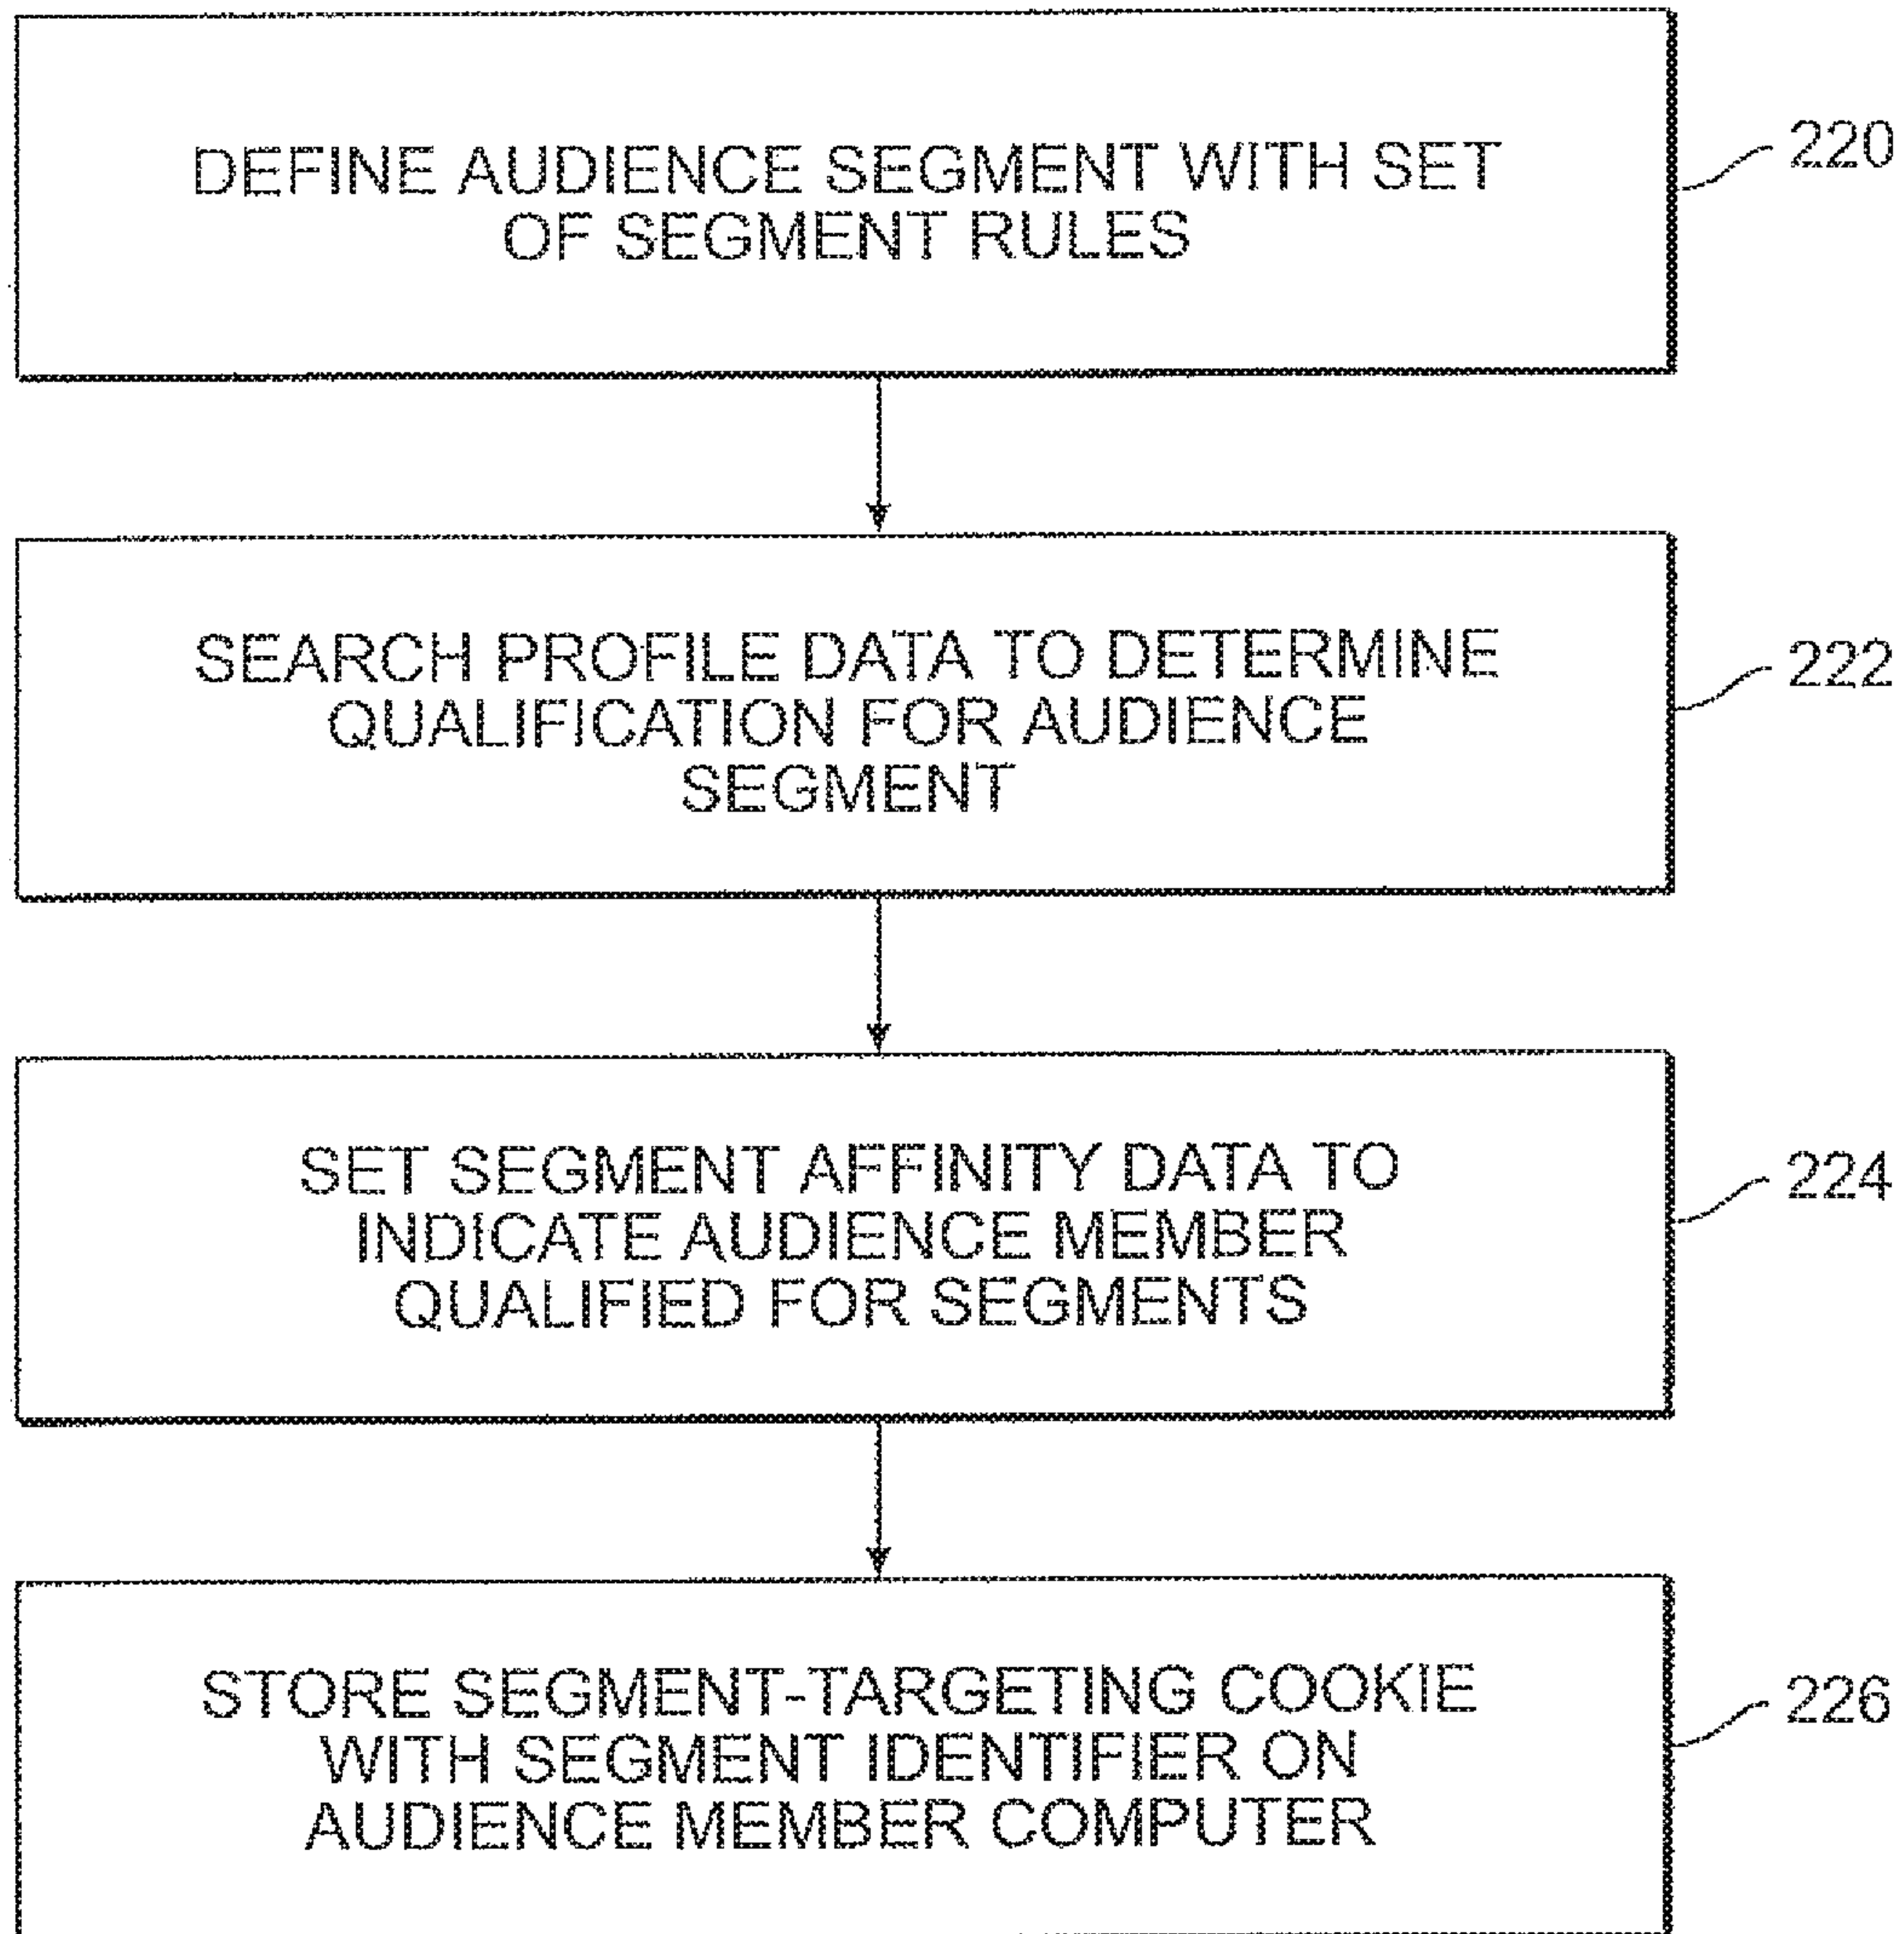 DEFINE AUDIENCE SEGMENT WITH SET
OF SEGMENT RULES
220
SEARCH PROFILE DATA TO DETERMINE
QUALIFICATION FOR AUDIENCE
SEGMENT
222
SET SEGMENT AFFINITY DATA TO
INDICATE AUDIENCE MEMBER
QUALIFIED FOR SEGMENTS
224
STORE SEGMENT-TARGETING COOKIE
WITH SEGMENT IDENTIFIER ON
AUDIENCE MEMBER COMPUTER
226